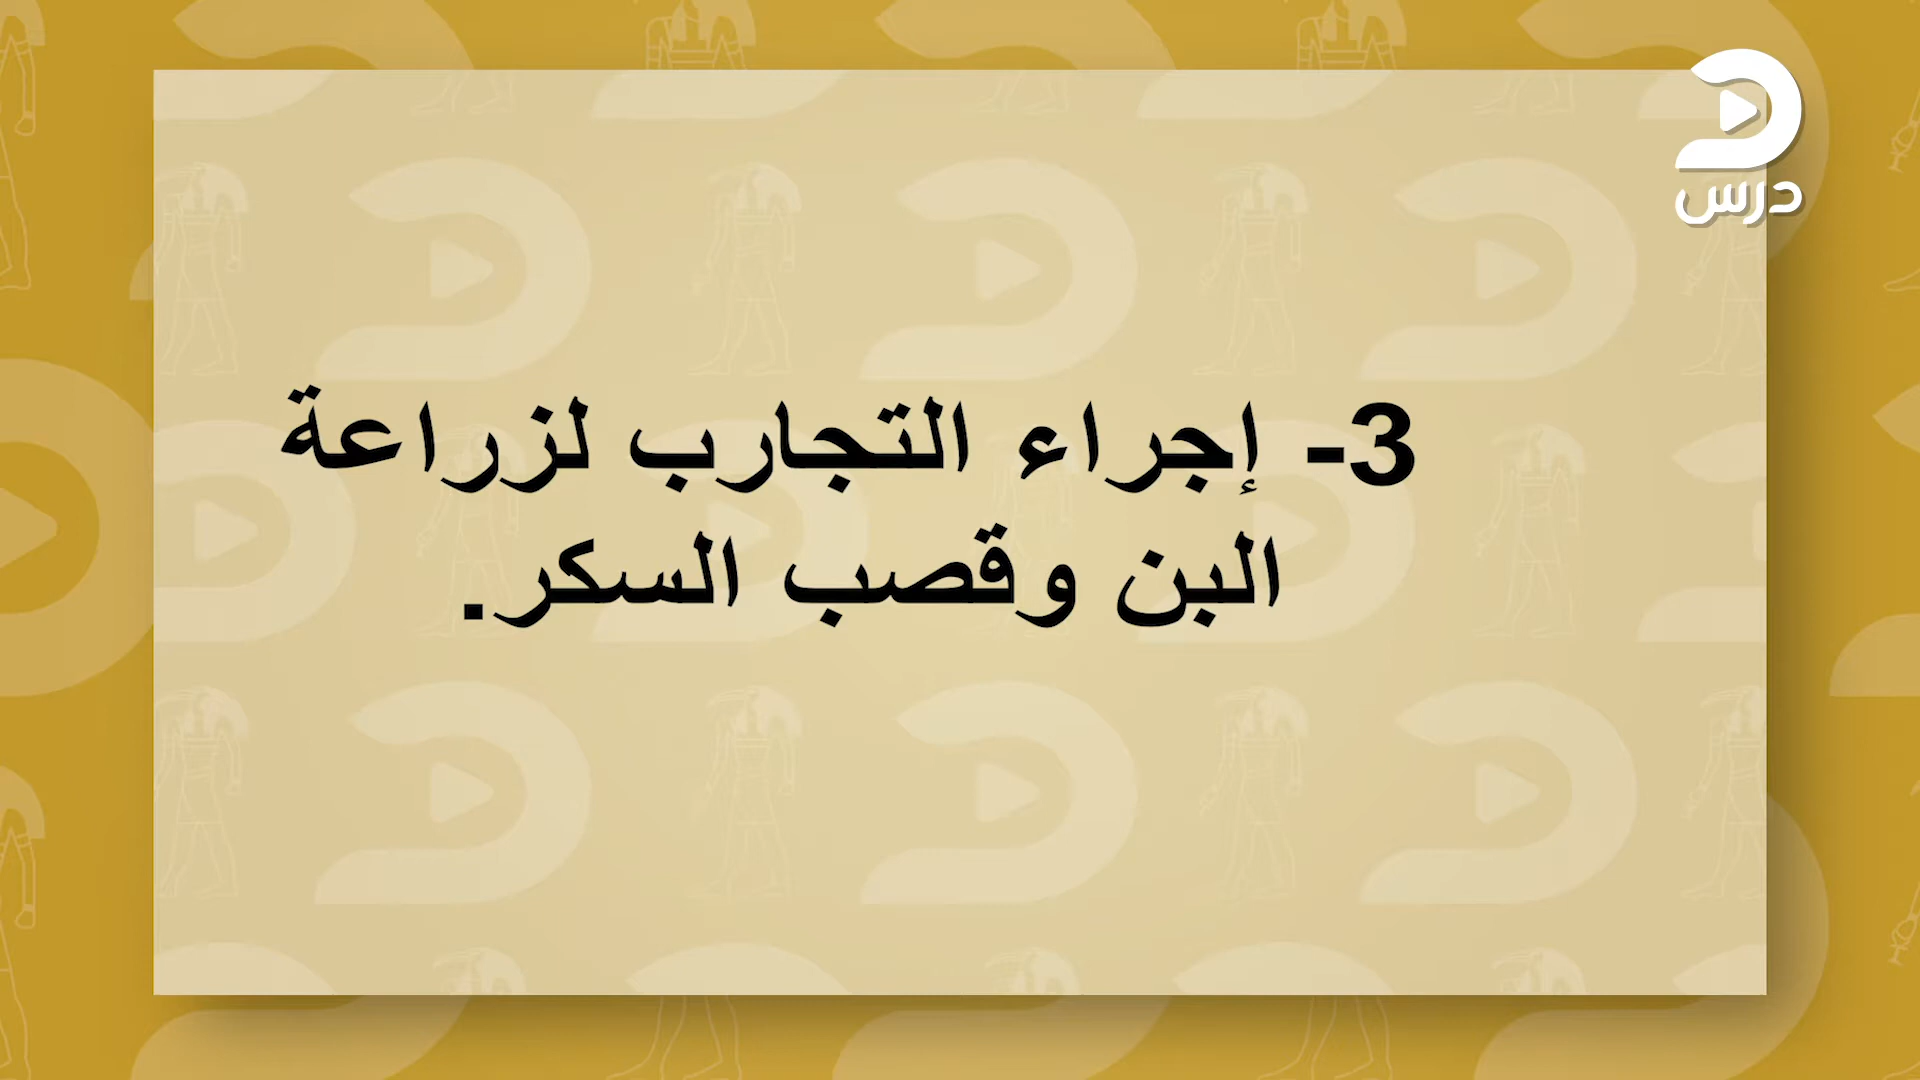 درس
3- إجراء التجارب لزراعة
البن وقصب السكر.